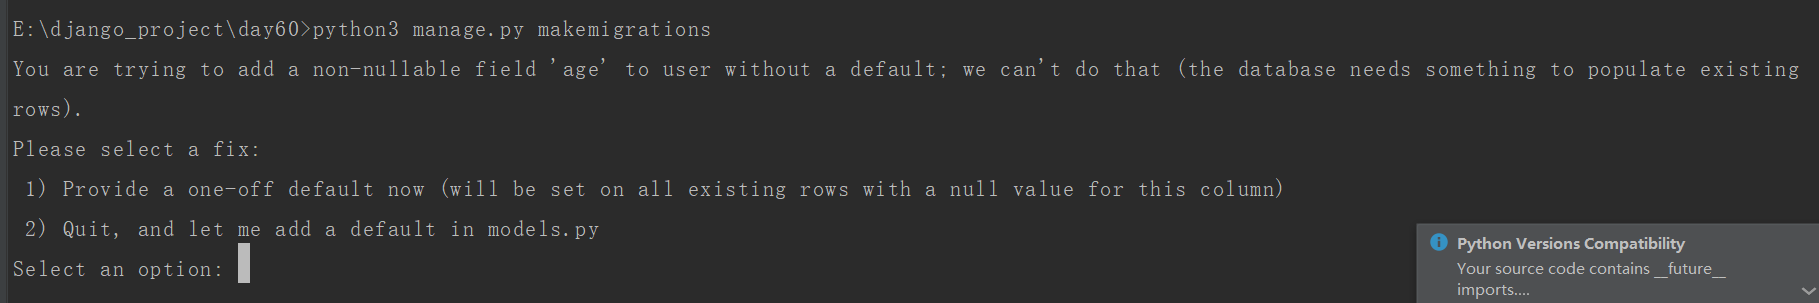 E:\django_project\day60>python3 manage.py makemigrations
You are trying to add a non-nullable field 'age' to user without a default; we can't do that (the database needs something to populate existing
rows).
Please select a fix:
 1) Provide a one-off default now (will be set on all existing rows with a null value for this column)
 2) Quit, and let me add a default in models.py
Select an option:
Python Versions Compatibility
Your source code contains __future__
imports....